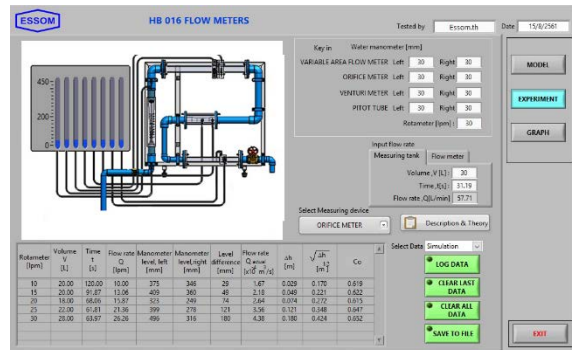 ESSOM
HB 016 FLOW METERS
Tested by Essom.th Date 15/8/2561
Key in Water manometer [mm]
VARIABLE AREA FLOW METER Left 30 Right 30
ORIFICE METER Left 30 Right 30
VENTURI METER Left 30 Right 30
PITOT TUBE Left 30 Right 30
Rotameter [lpm] : 30
MODEL
EXPERIMENT
GRAPH
450
200
0
Input flow rate
Measuring tank Flow meter
Volume ,V [L] : 30
Time ,t[s] : 31.19
Flow rate ,Q[L/min] 57.71
Select Measuring device
ORIFICE METER
Description & Theory
Select Data Simulation
LOG DATA
CLEAR LAST DATA
CLEAR ALL DATA
SAVE TO FILE
EXIT
Rotameter [lpm] Volume V [L] Time t [s] Flow rate Q [lpm] Manometer level, left [mm] Manometer level,right [mm] Level difference [mm] Flow rate Δh [m] √Δh Co
10 20.00 120.00 10.00 375 346 29 1.67 0.029 0.170 0.619
15 20.00 91.87 13.06 409 360 49 2.18 0.049 0.221 0.622
20 18.00 68.06 15.87 323 249 74 2.64 0.074 0.272 0.615
25 22.00 61.81 21.36 399 278 121 3.56 0.121 0.348 0.647
30 28.00 63.97 26.26 496 316 180 4.38 0.180 0.424 0.652